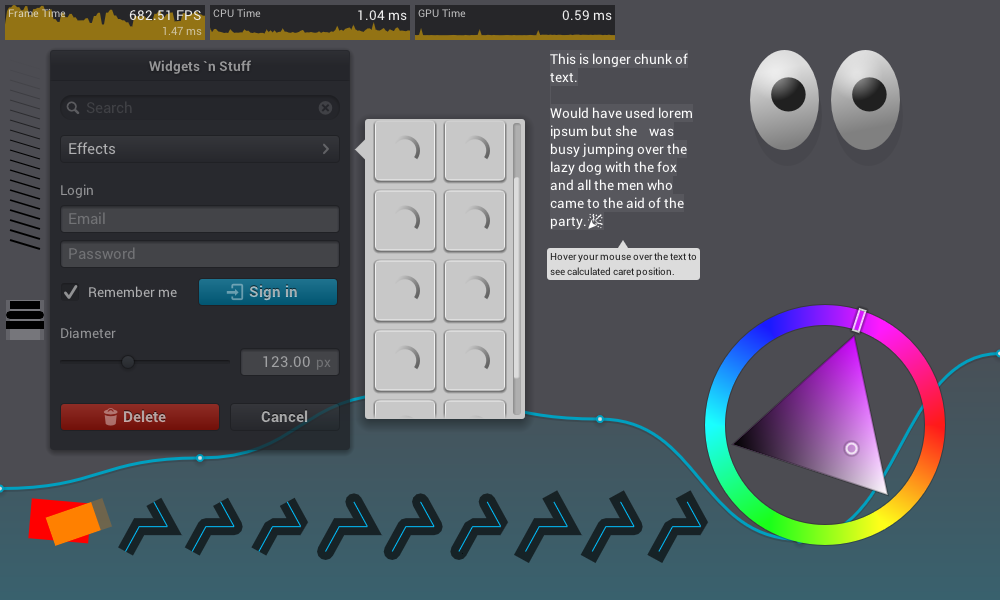 Frame Time
682.51 FPS
1.47 ms
CPU Time
1.04 ms
GPU Time
0.59 ms
Widgets `n Stuff
Search
Effects
Login
Email
Password
Remember me
Sign in
Diameter
123.00 px
Delete
Cancel
This is longer chunk of
text.
Would have used lorem
ipsum but she was
busy jumping over the
lazy dog with the fox
and all the men who
came to the aid of the
party.🎉
Hover your mouse over the text to
see calculated caret position.